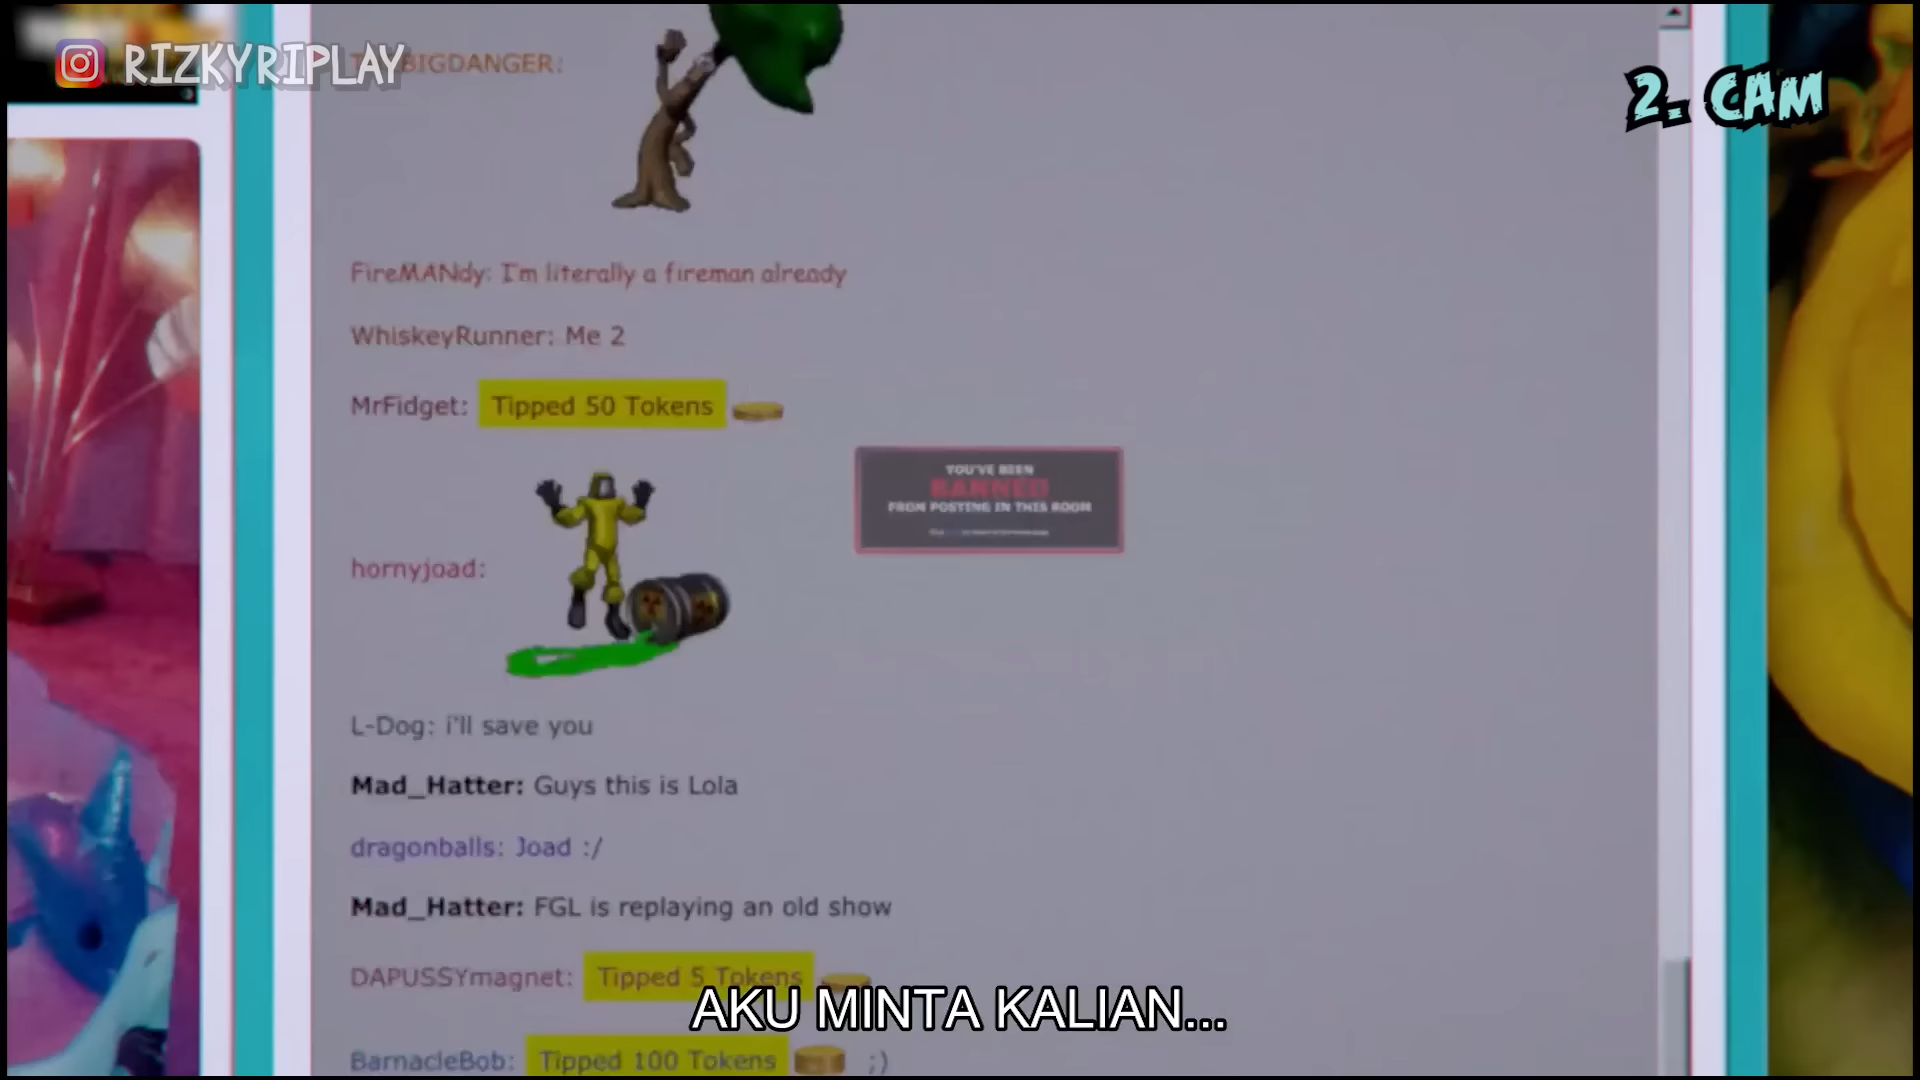 RIZKYRIPLAY
BIGDANGER:
2. CAM
FireMANdy: I'm literally a fireman already
WhiskeyRunner: Me 2
MrFidget: Tipped 50 Tokens
YOU'VE BEEN
BANNED
FROM POSTING IN THIS ROOM
hornyjoad:
L-Dog: i'll save you
Mad_Hatter: Guys this is Lola
dragonballs: Joad :/
Mad_Hatter: FGL is replaying an old show
DAPUSSYmagnet: Tipped 5 Tokens
AKU MINTA KALIAN...
BarnacleBob: Tipped 100 Tokens ;)